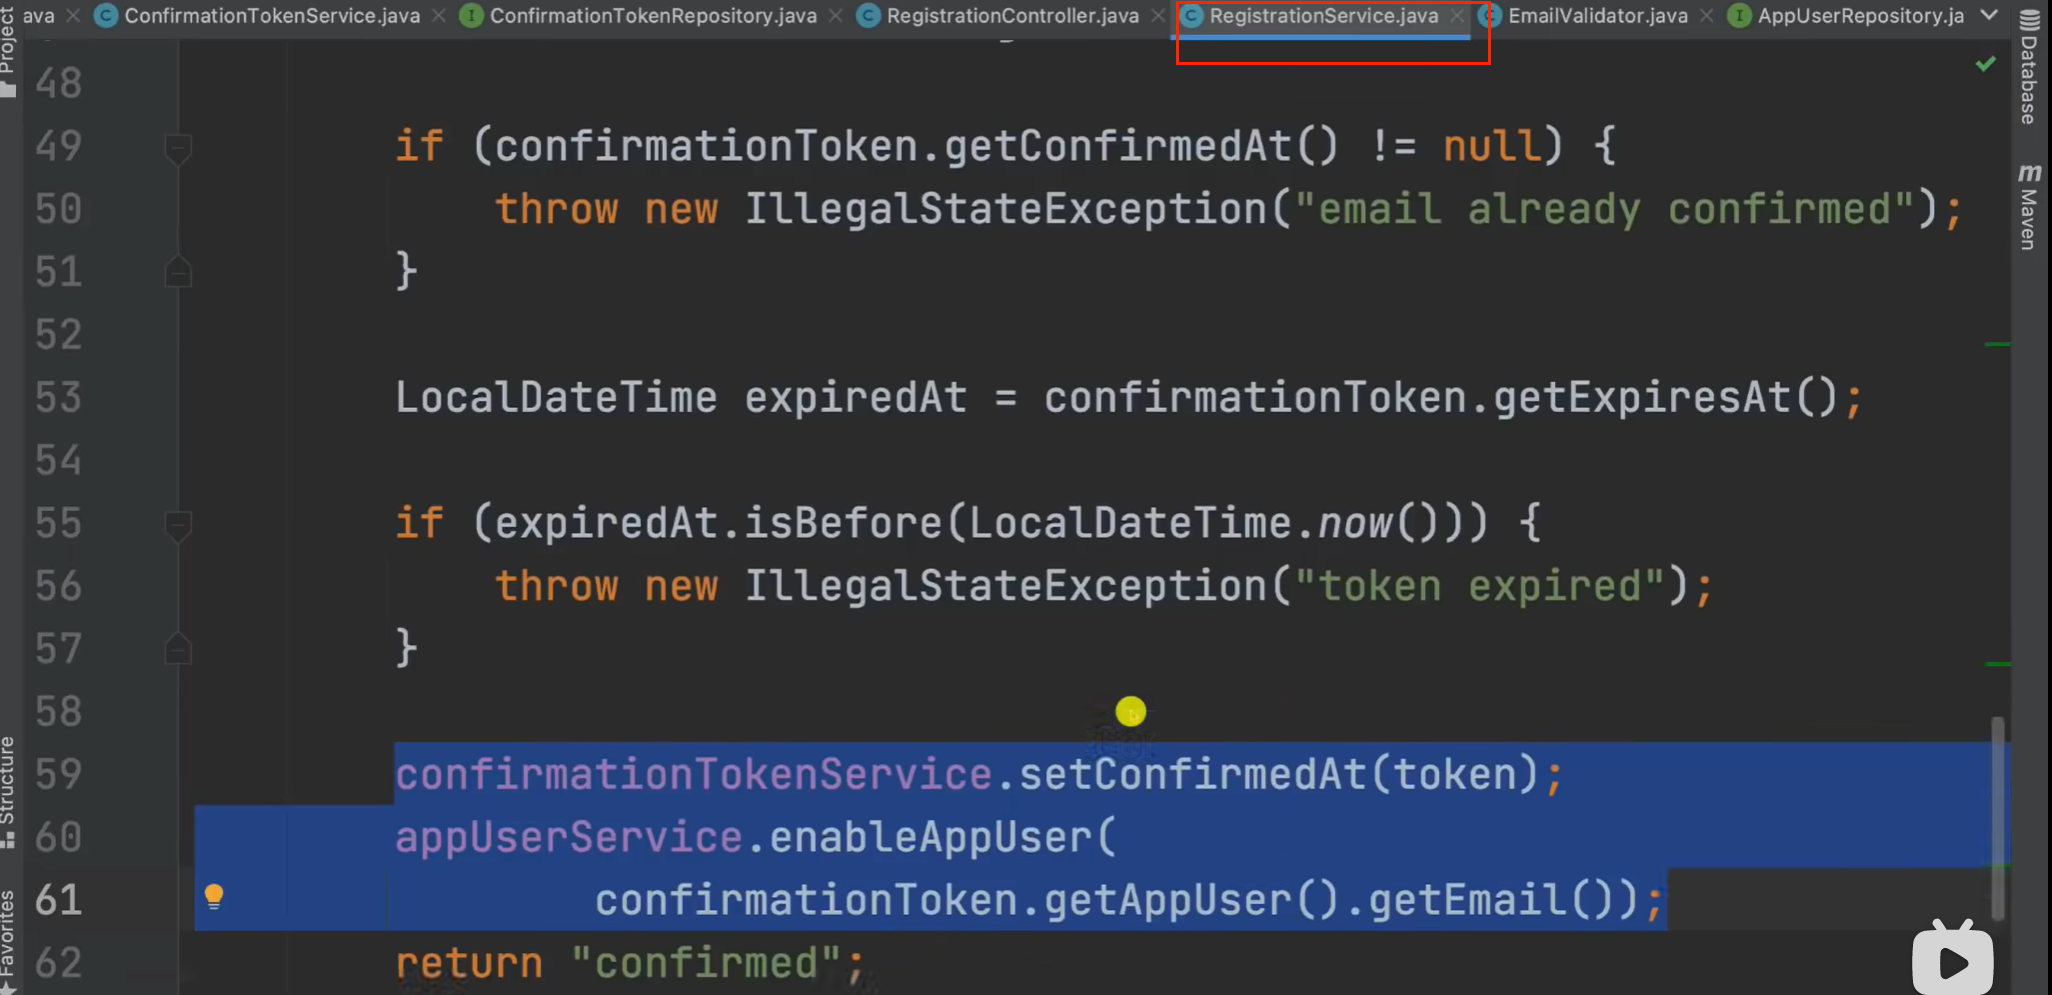 ava ConfirmationTokenService.java ConfirmationTokenRepository.java RegistrationController.java RegistrationService.java EmailValidator.java AppUserRepository.ja
Project
Structure
Favorites
48
49 if (confirmationToken.getConfirmedAt() != null) {
50 throw new IllegalStateException("email already confirmed");
51 }
52
53 LocalDateTime expiredAt = confirmationToken.getExpiresAt();
54
55 if (expiredAt.isBefore(LocalDateTime.now())) {
56 throw new IllegalStateException("token expired");
57 }
58
59 confirmationTokenService.setConfirmedAt(token);
60 appUserService.enableAppUser(
61 confirmationToken.getAppUser().getEmail());
62 return "confirmed";
Database
m Maven